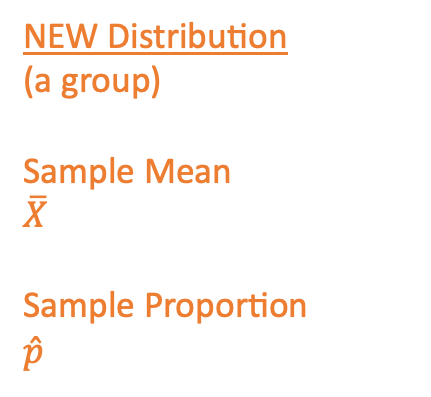 NEW Distribution
(a group)
Sample Mean
X̅
Sample Proportion
p̂